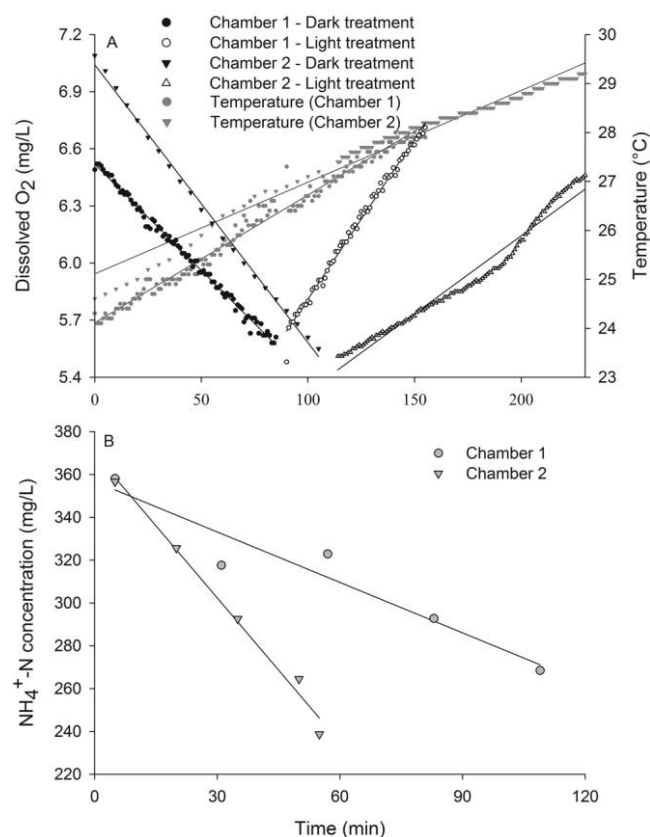 A
Chamber 1 - Dark treatment
Chamber 1 - Light treatment
Chamber 2 - Dark treatment
Chamber 2 - Light treatment
Temperature (Chamber 1)
Temperature (Chamber 2)
Dissolved O2 (mg/L)
7.2
6.9
6.6
6.3
6.0
5.7
5.4
Temperature (°C)
30
29
28
27
26
25
24
23
0 50 100 150 200
B
Chamber 1
Chamber 2
NH4+-N concentration (mg/L)
380
360
340
320
300
280
260
240
220
0 30 60 90 120
Time (min)